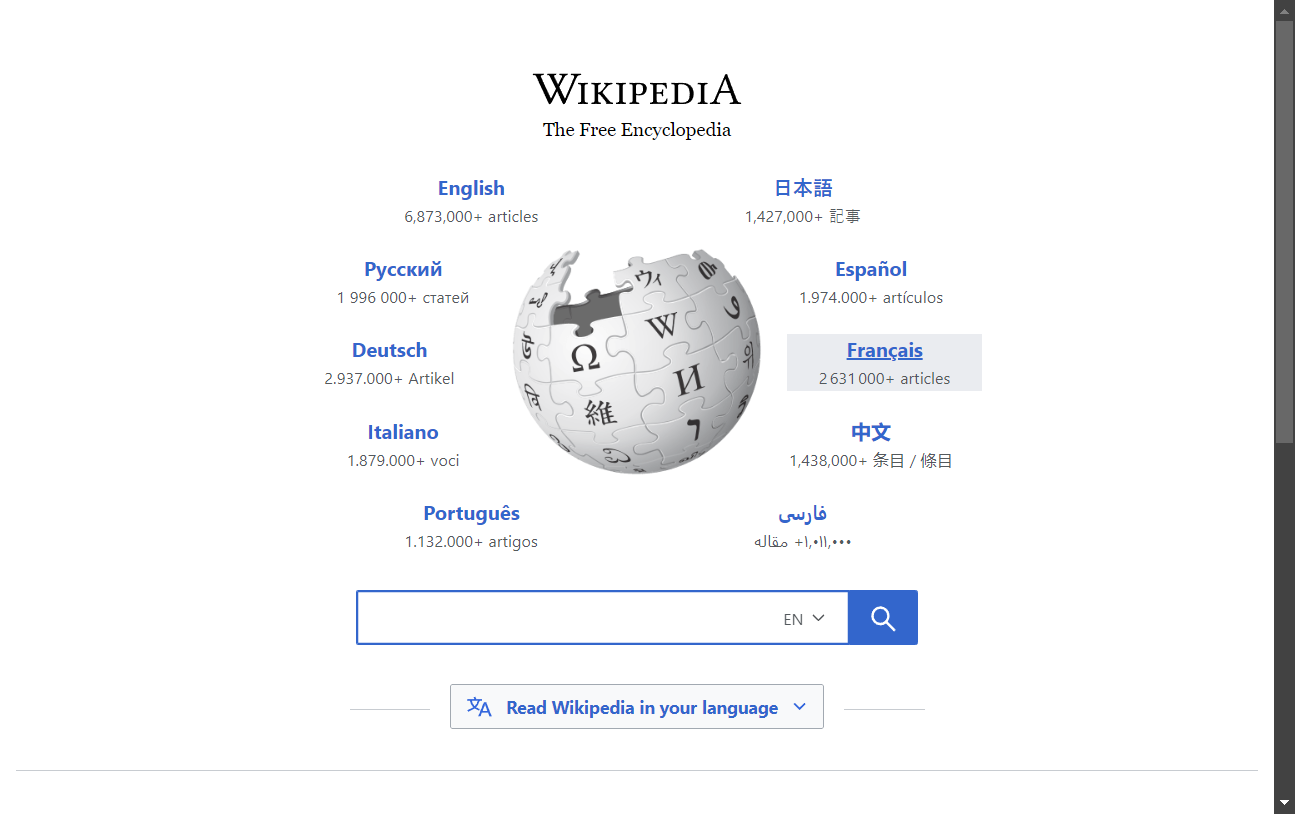 WIKIPEDIA
The Free Encyclopedia
English
6,873,000+ articles
日本語
1,427,000+ 記事
Русский
1 996 000+ статей
Español
1.974.000+ artículos
Deutsch
2.937.000+ Artikel
Français
2 631 000+ articles
Italiano
1.879.000+ voci
中文
1,438,000+ 条目 / 條目
Português
1.132.000+ artigos
فارسی
۱٬۰۱۱٬۰۰۰+ مقاله
Ω
W
И
維
ウィ
EN
Read Wikipedia in your language